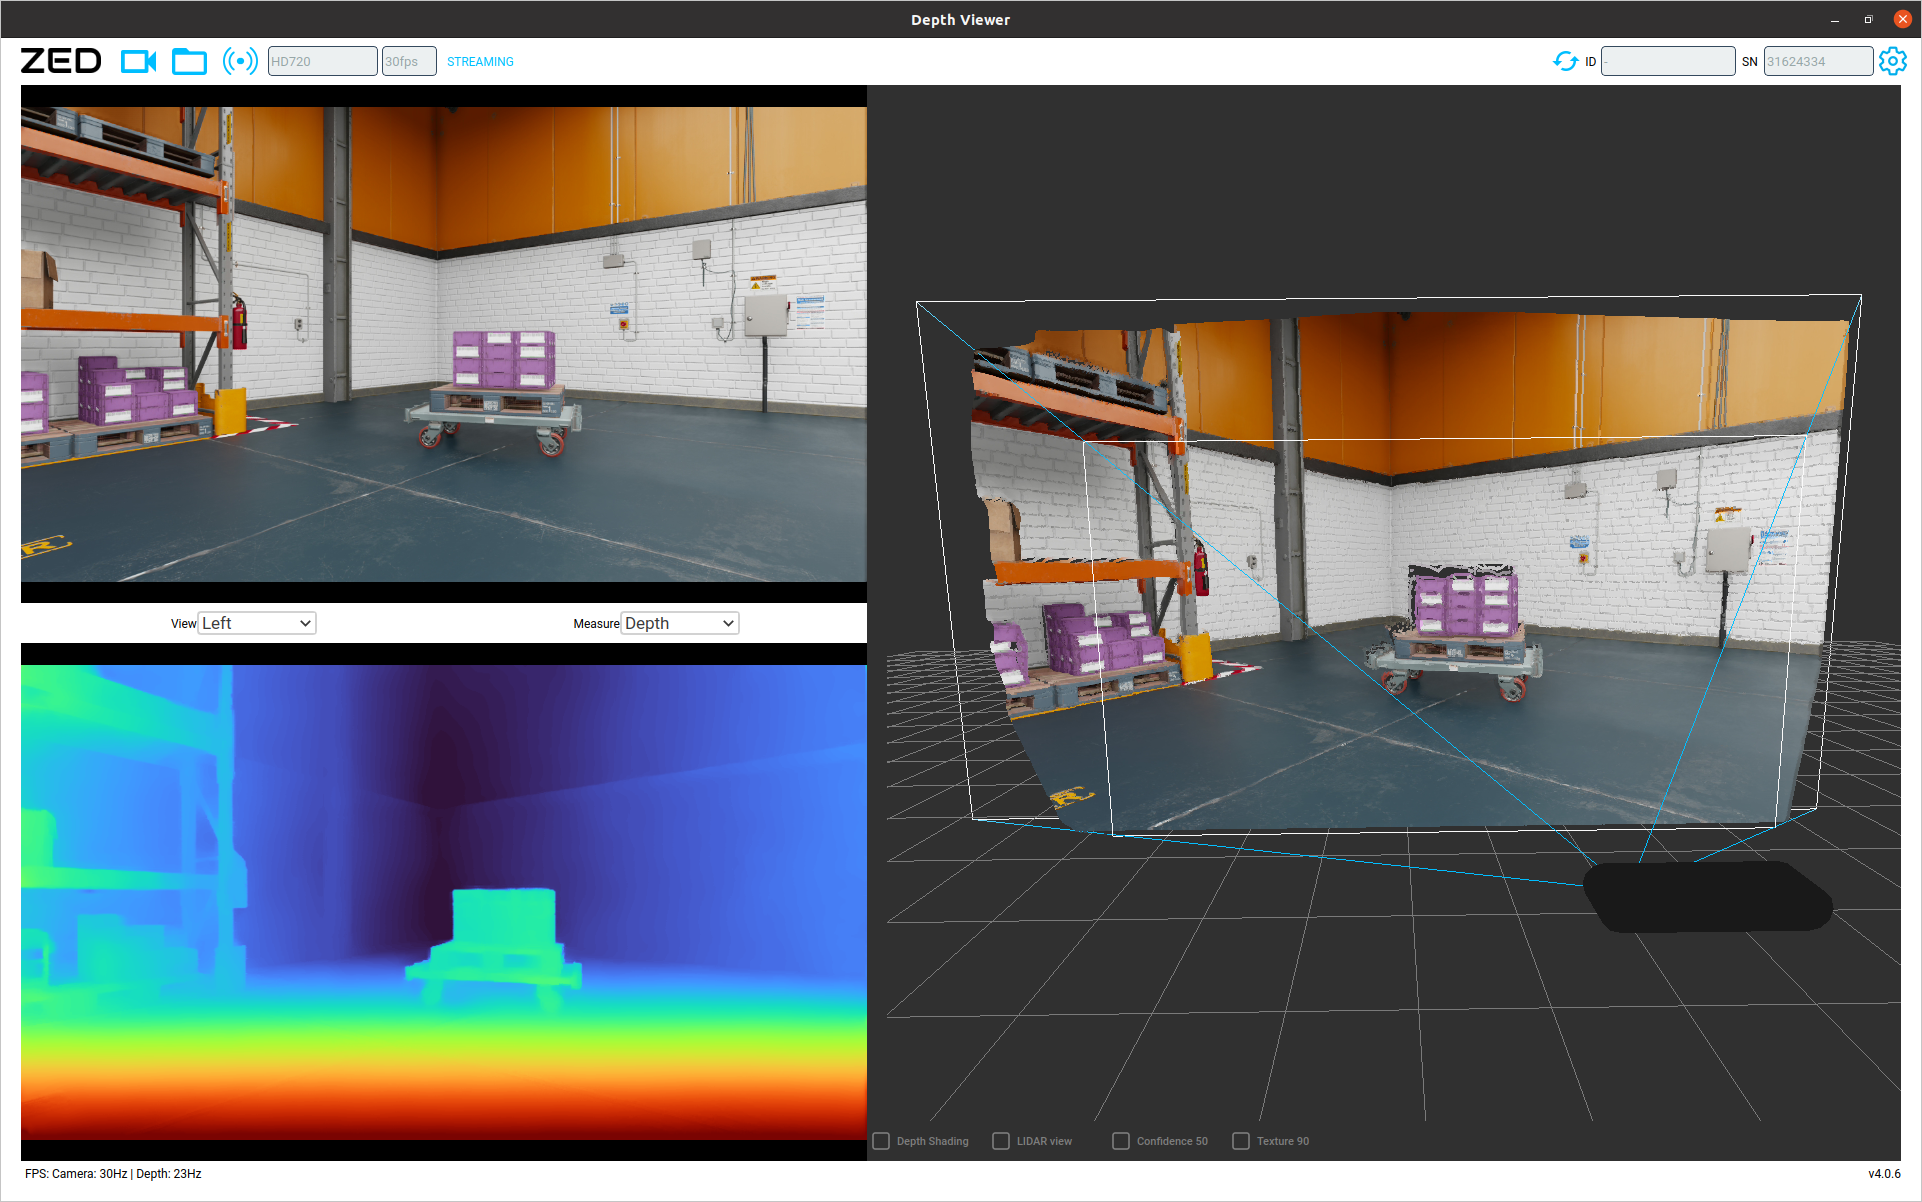 Depth Viewer
ZED
HD720
30fps
STREAMING
ID
-
SN
31624334
View
Left
Measure
Depth
Depth Shading
LIDAR view
Confidence 50
Texture 90
FPS: Camera: 30Hz | Depth: 23Hz
v4.0.6